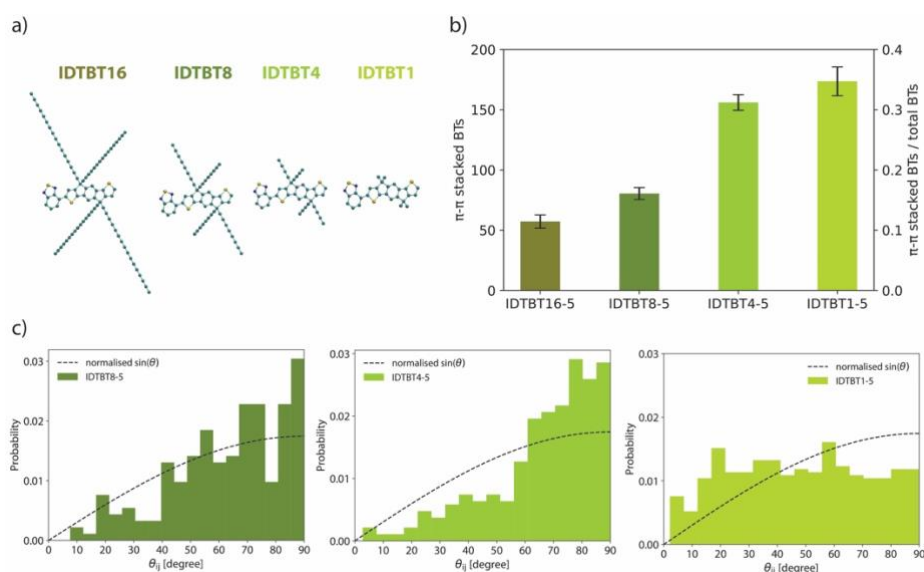 a)
IDTBT16 IDTBT8 IDTBT4 IDTBT1
b)
200
150
100
50
0
π-π stacked BTs
0.4
0.3
0.2
0.1
0.0
π-π stacked BTs / total BTs
IDTBT16-5 IDTBT8-5 IDTBT4-5 IDTBT1-5
c)
0.03
0.02
0.01
0.00
Probability
normalised sin(θ)
IDTBT8-5
0 10 20 30 40 50 60 70 80 90
θij [degree]
0.03
0.02
0.01
0.00
Probability
normalised sin(θ)
IDTBT4-5
0 10 20 30 40 50 60 70 80 90
θij [degree]
0.03
0.02
0.01
0.00
Probability
normalised sin(θ)
IDTBT1-5
0 10 20 30 40 50 60 70 80 90
θij [degree]